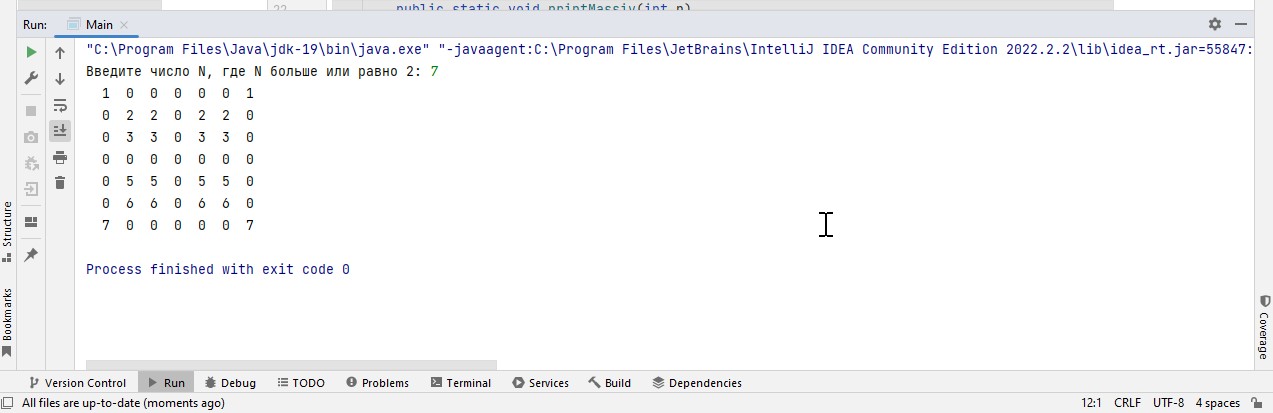 22 public static void printMassiv(int n)
Run: Main
"C:\Program Files\Java\jdk-19\bin\java.exe" "-javaagent:C:\Program Files\JetBrains\IntelliJ IDEA Community Edition 2022.2.2\lib\idea_rt.jar=55847:
Введите число N, где N больше или равно 2: 7
1 0 0 0 0 0 1
0 2 2 0 2 2 0
0 3 3 0 3 3 0
0 0 0 0 0 0 0
0 5 5 0 5 5 0
0 6 6 0 6 6 0
7 0 0 0 0 0 7
Process finished with exit code 0
Structure
Bookmarks
Coverage
Version Control Run Debug TODO Problems Terminal Services Build Dependencies
All files are up-to-date (moments ago) 12:1 CRLF UTF-8 4 spaces